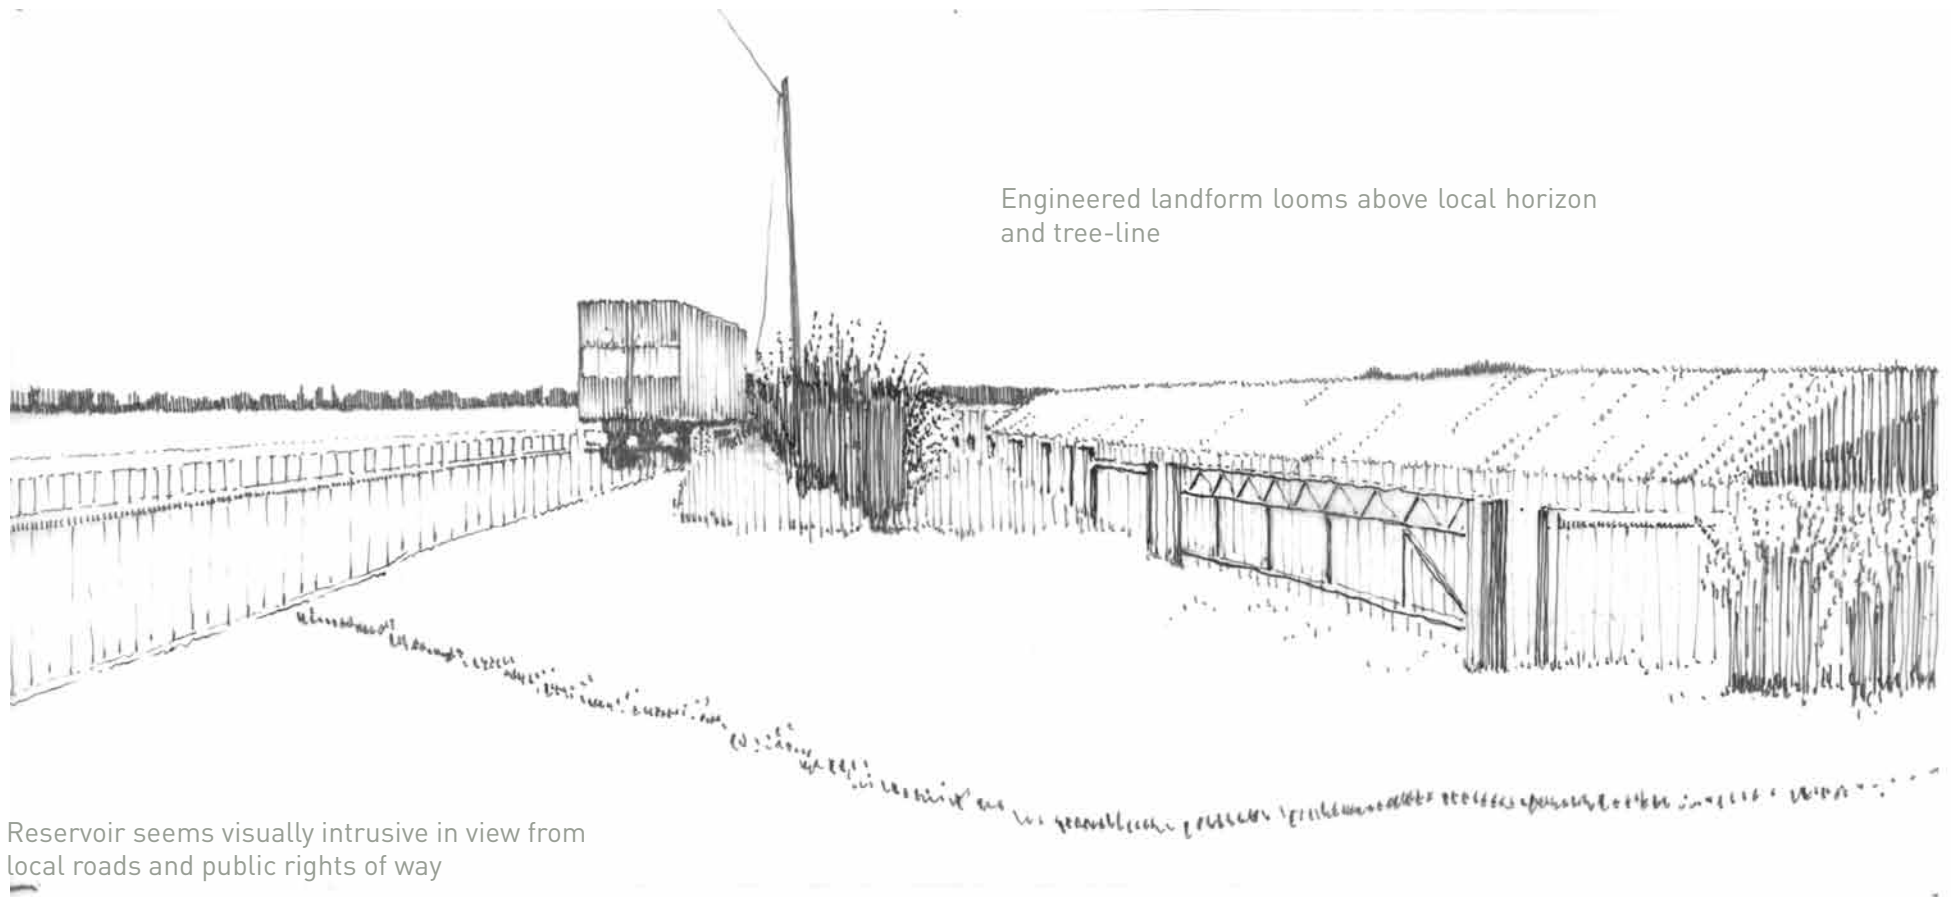 Engineered landform looms above local horizon
and tree-line
Reservoir seems visually intrusive in view from
local roads and public rights of way